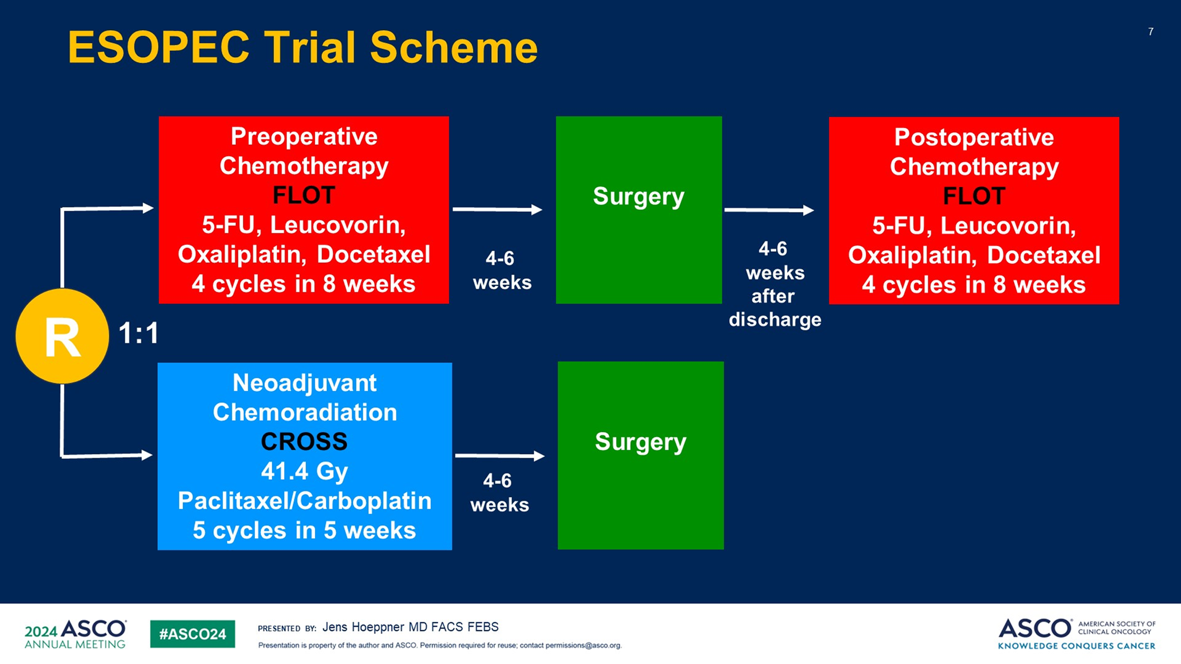 ESOPEC Trial Scheme
7
Preoperative
Chemotherapy
FLOT
5-FU, Leucovorin,
Oxaliplatin, Docetaxel
4 cycles in 8 weeks
4-6
weeks
Surgery
4-6
weeks
after
discharge
Postoperative
Chemotherapy
FLOT
5-FU, Leucovorin,
Oxaliplatin, Docetaxel
4 cycles in 8 weeks
R
1:1
Neoadjuvant
Chemoradiation
CROSS
41.4 Gy
Paclitaxel/Carboplatin
5 cycles in 5 weeks
4-6
weeks
Surgery
2024 ASCO®
ANNUAL MEETING
#ASCO24
PRESENTED BY: Jens Hoeppner MD FACS FEBS
Presentation is property of the author and ASCO. Permission required for reuse; contact permissions@asco.org.
ASCO® AMERICAN SOCIETY OF
CLINICAL ONCOLOGY
KNOWLEDGE CONQUERS CANCER